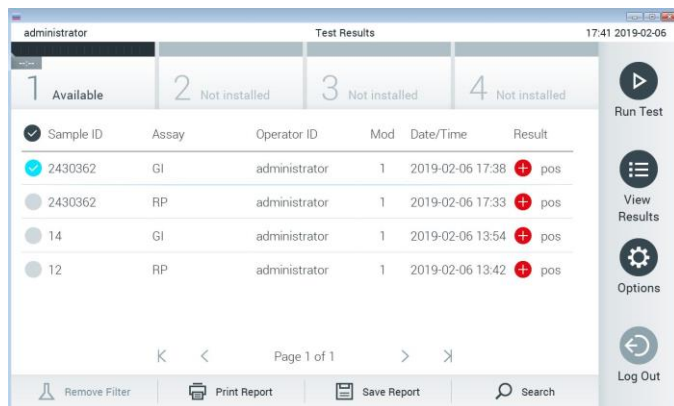 administrator Test Results 17:41 2019-02-06
1 Available 2 Not installed 3 Not installed 4 Not installed
Run Test
Sample ID Assay Operator ID Mod Date/Time Result
2430362 GI administrator 1 2019-02-06 17:38 pos
2430362 RP administrator 1 2019-02-06 17:33 pos
14 GI administrator 1 2019-02-06 13:54 pos
12 RP administrator 1 2019-02-06 13:42 pos
View
Results
Options
Page 1 of 1
Log Out
Remove Filter Print Report Save Report Search